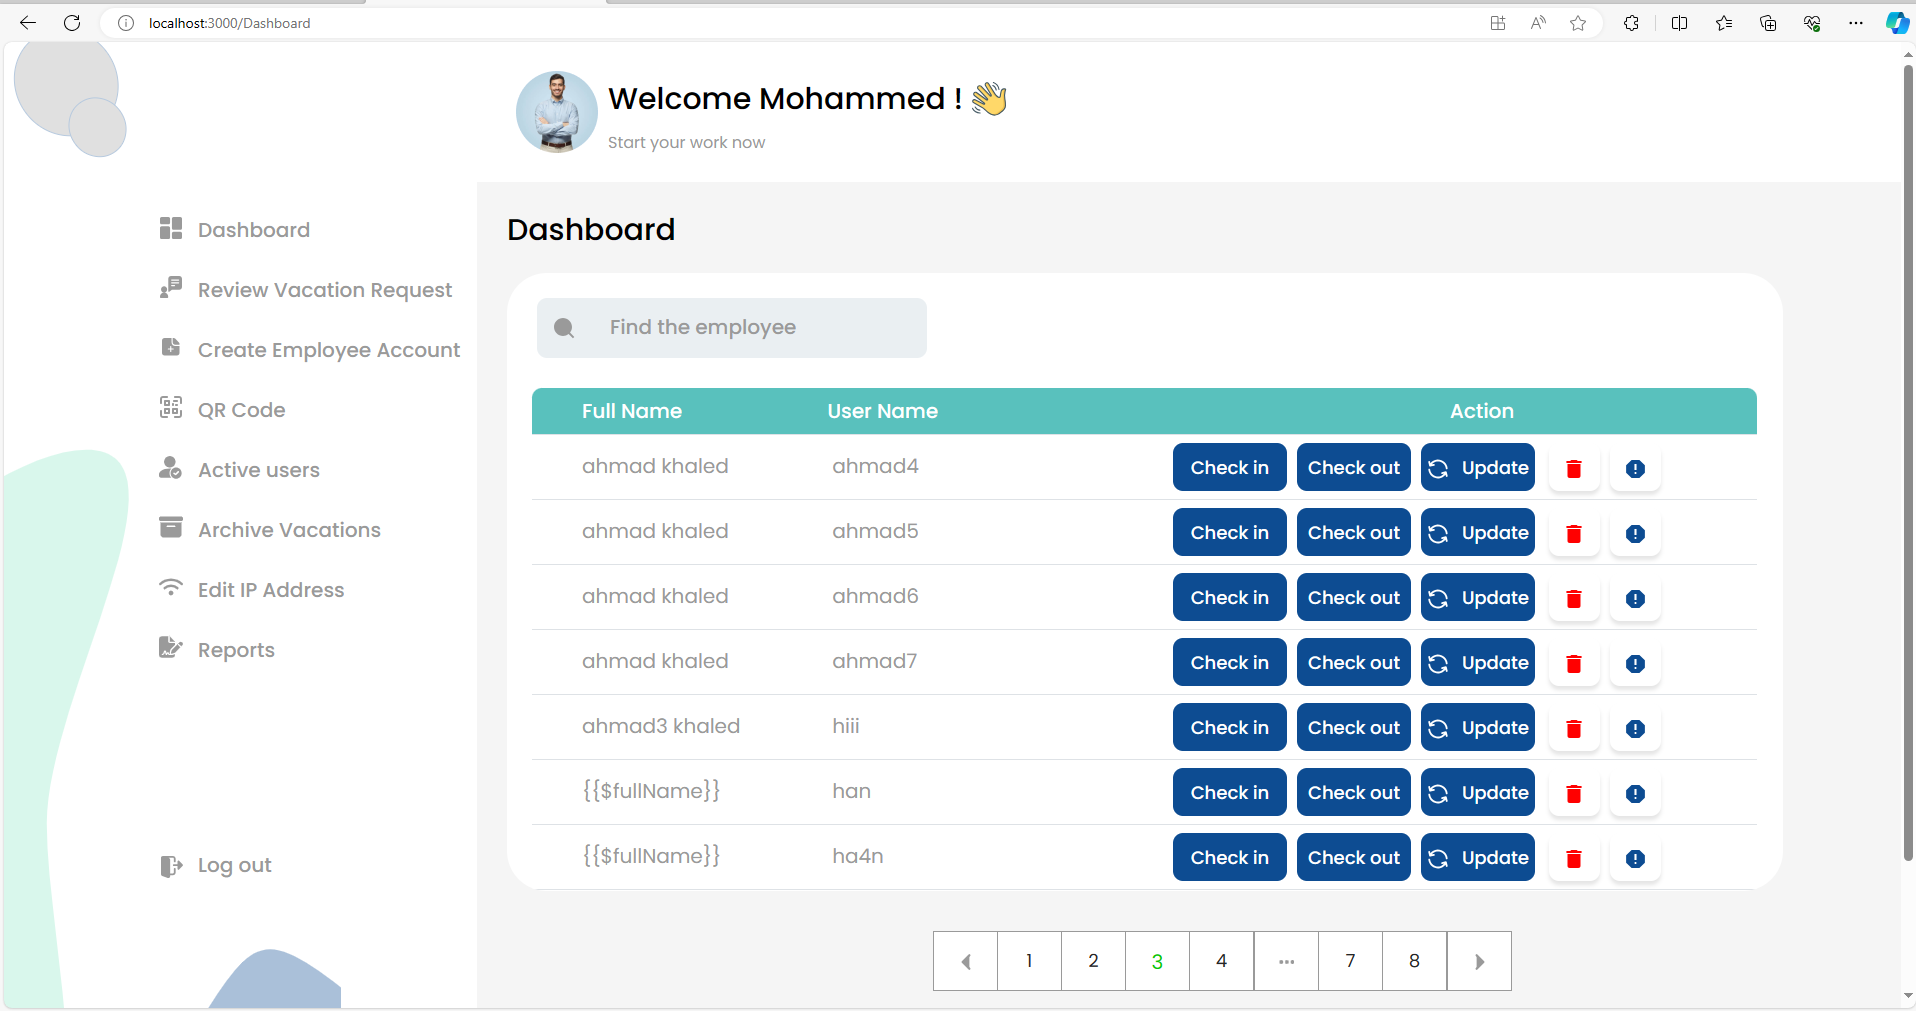 localhost:3000/Dashboard
Welcome Mohammed ! 👋
Start your work now
Dashboard
Review Vacation Request
Create Employee Account
QR Code
Active users
Archive Vacations
Edit IP Address
Reports
Log out
Dashboard
Find the employee
Full Name User Name Action
ahmad khaled ahmad4 Check in Check out Update
ahmad khaled ahmad5 Check in Check out Update
ahmad khaled ahmad6 Check in Check out Update
ahmad khaled ahmad7 Check in Check out Update
ahmad3 khaled hiii Check in Check out Update
{{$fullName}} han Check in Check out Update
{{$fullName}} ha4n Check in Check out Update
1 2 3 4 ... 7 8